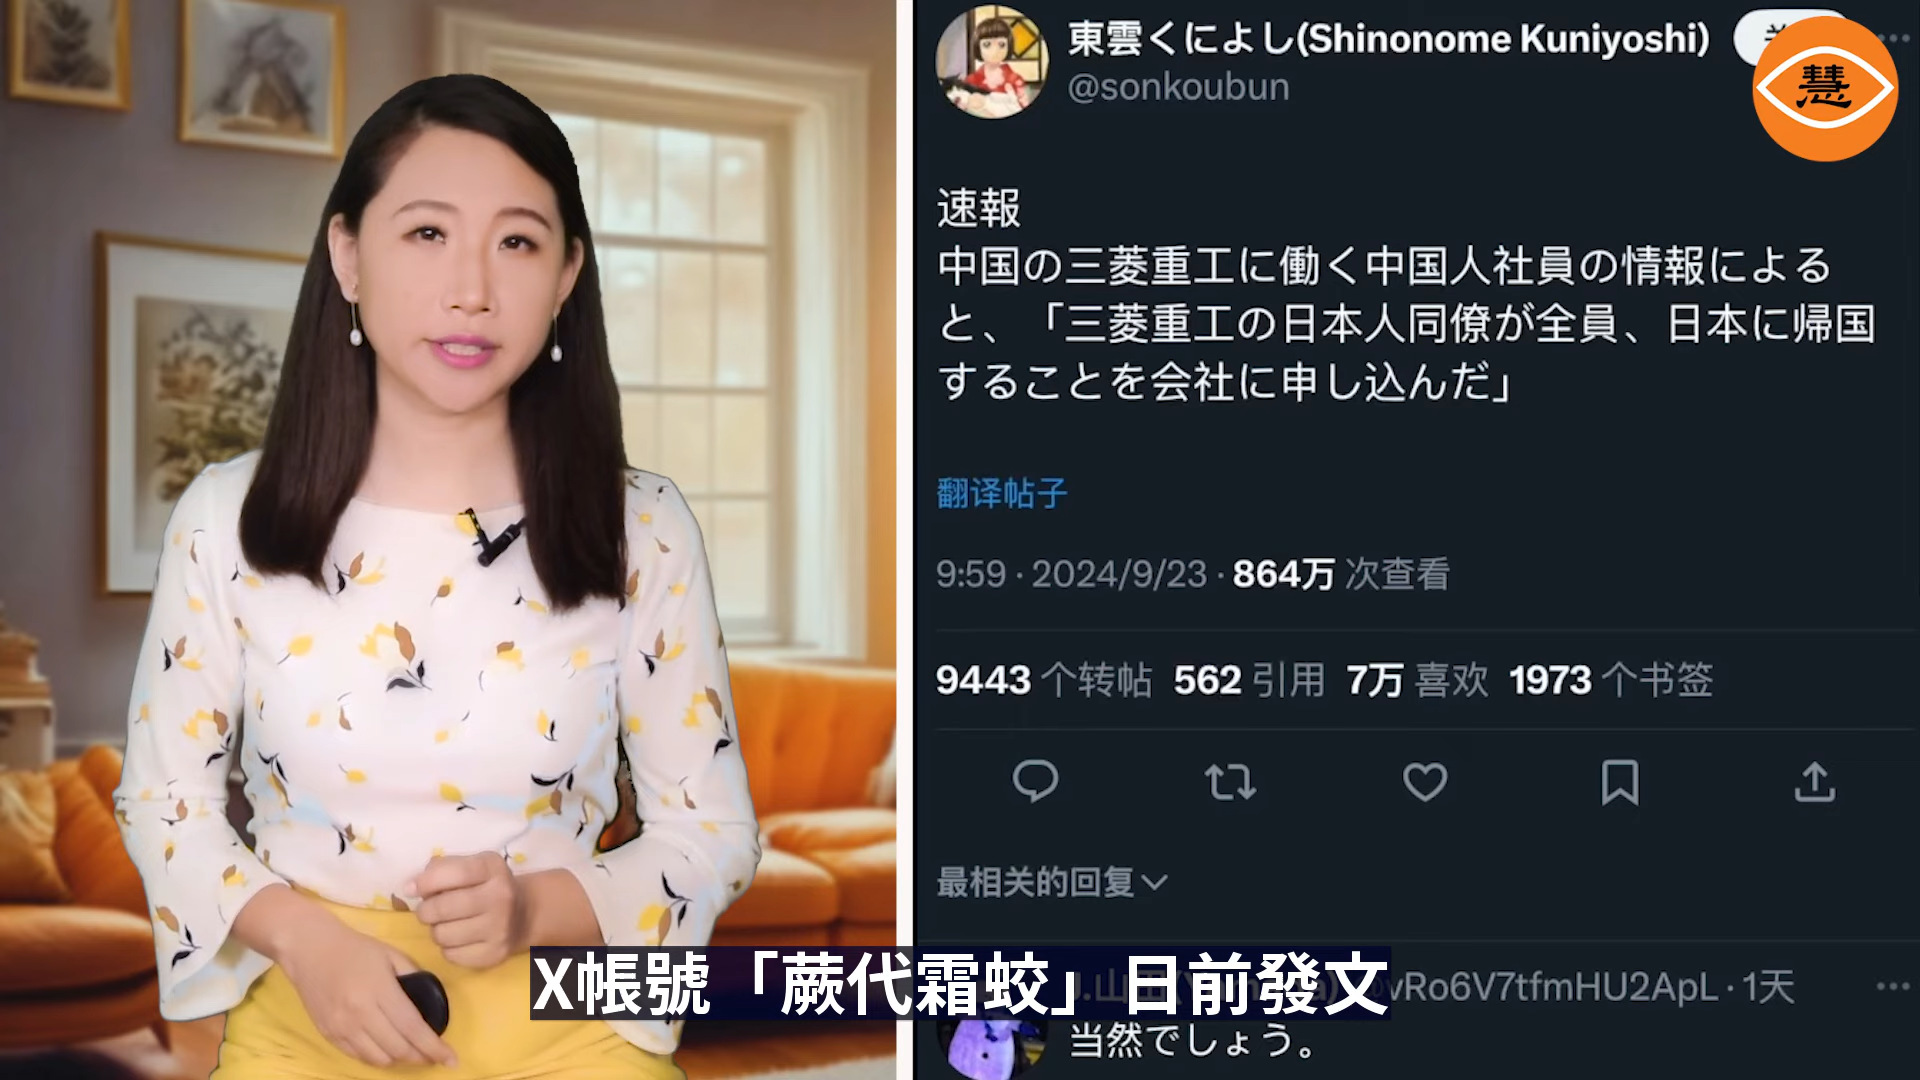 東雲くによし(Shinonome Kuniyoshi)
@sonkoubun
慧
速報
中国の三菱重工に働く中国人社員の情報による
と、「三菱重工の日本人同僚が全員、日本に帰国
することを会社に申し込んだ」
翻译帖子
9:59 · 2024/9/23 · 864万 次查看
9443 个转帖 562 引用 7万 喜欢 1973 个书签
最相关的回复
vRo6V7tfmHU2ApL · 1天
X帳號「蕨代霜蛟」日前發文
当然でしょう。